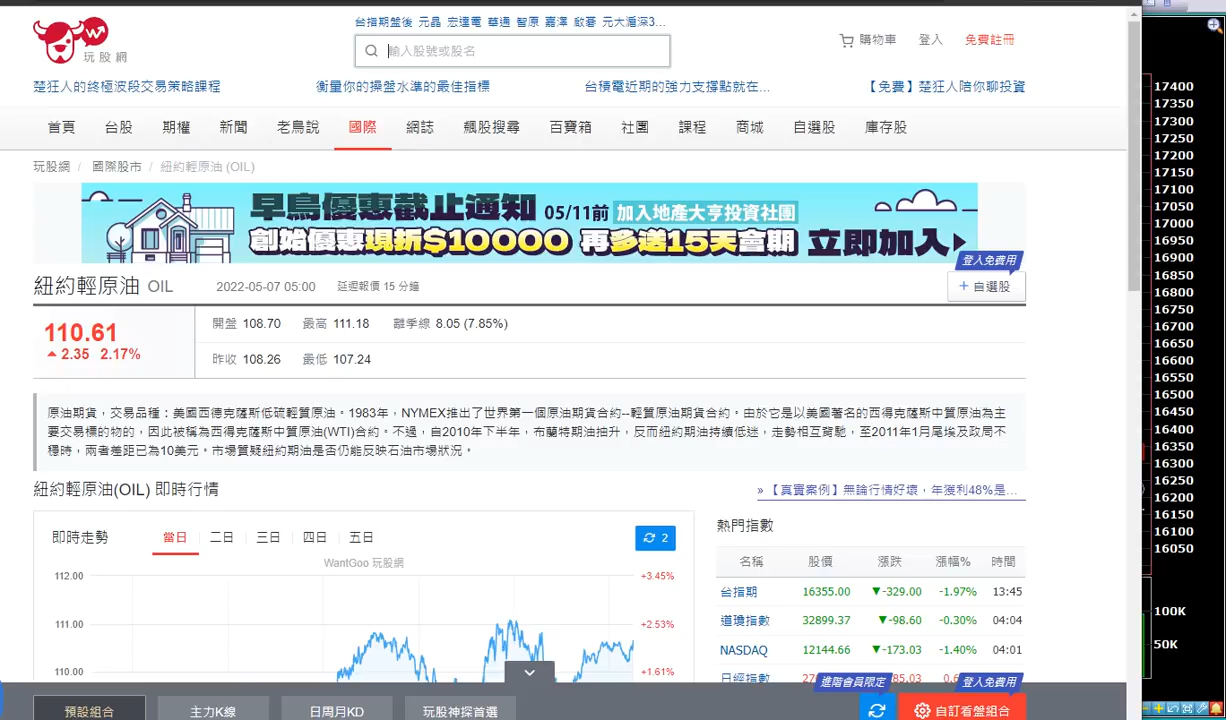 台指期盤後 元晶 宏達電 華通 智原 嘉澤 啟碁 元大滬深3...
玩股網
輸入股號或股名
購物車 登入 免費註冊
楚狂人的終極波段交易策略課程 衡量你的操盤水準的最佳指標 台積電近期的強力支撐點就在... 【免費】楚狂人陪你聊投資
首頁 台股 期權 新聞 老鳥說 國際 網誌 飆股搜尋 百寶箱 社團 課程 商城 自選股 庫存股
玩股網 / 國際股市 / 紐約輕原油 (OIL)
早鳥優惠截止通知 05/11前 加入地產大亨投資社團
創始優惠現折$10000 再多送15天會期 立即加入
登入免費用
紐約輕原油 OIL 2022-05-07 05:00 延遲報價 15 分鐘
+ 自選股
110.61
2.35 2.17%
開盤 108.70 最高 111.18 離季線 8.05 (7.85%)
昨收 108.26 最低 107.24
原油期貨，交易品種：美國西德克薩斯低硫輕質原油。1983年，NYMEX推出了世界第一個原油期貨合約--輕質原油期貨合約。由於它是以美國著名的西得克薩斯中質原油為主
要交易標的物的，因此被稱為西得克薩斯中質原油(WTI)合約。不過，自2010年下半年，布蘭特期油抽升，反而紐約期油持續低迷，走勢相互背馳，至2011年1月尾埃及政局不
穩時，兩者差距已為10美元。市場質疑紐約期油是否仍能反映石油市場狀況。
紐約輕原油(OIL) 即時行情
» 【真實案例】無論行情好壞，年獲利48%是...
即時走勢 當日 二日 三日 四日 五日
2
WantGoo 玩股網
112.00 +3.45%
111.00 +2.53%
110.00 +1.61%
熱門指數
名稱 股價 漲跌 漲幅% 時間
台指期 16355.00 ▼-329.00 -1.97% 13:45
道瓊指數 32899.37 ▼-98.60 -0.30% 04:04
NASDAQ 12144.66 ▼-173.03 -1.40% 04:01
日經指數
進階會員限定 登入免費用
預設組合 主力K線 日周月KD 玩股神探首選
自訂看盤組合
17400
17350
17300
17250
17200
17150
17100
17050
17000
16950
16900
16850
16800
16750
16700
16650
16600
16550
16500
16450
16400
16350
16300
16250
16200
16150
16100
16050
100K
50K